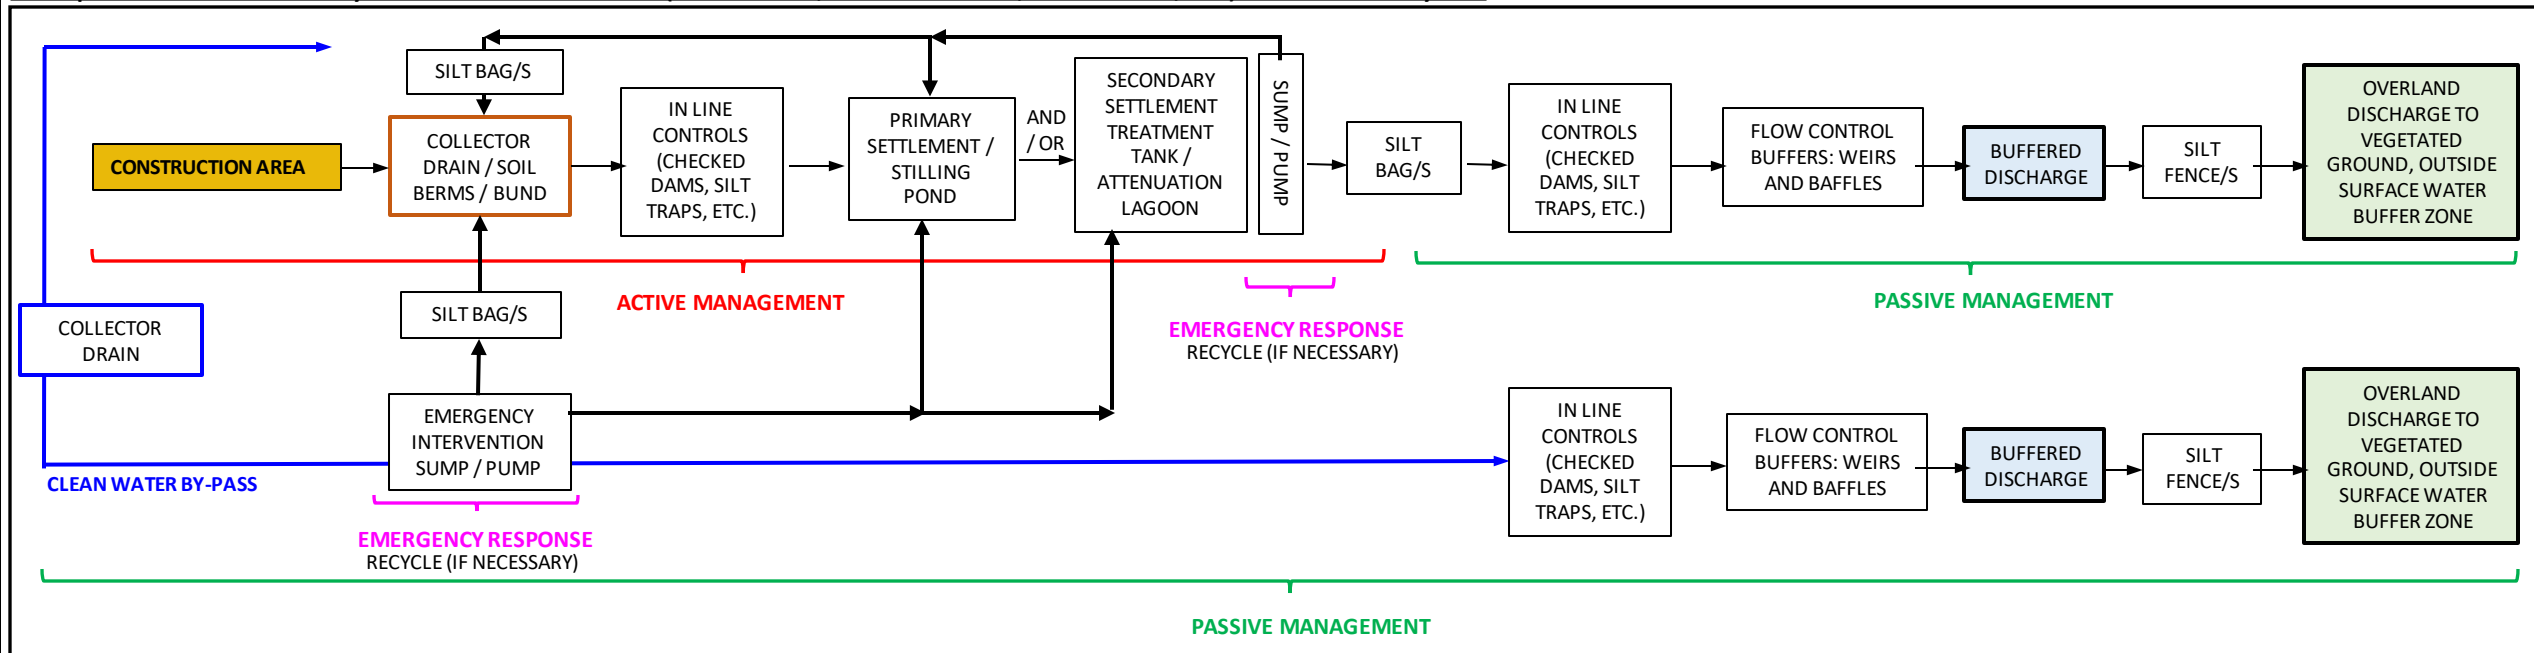 SILT BAG/S
CONSTRUCTION AREA
COLLECTOR
DRAIN / SOIL
BERMS / BUND
IN LINE
CONTROLS
(CHECKED
DAMS, SILT
TRAPS, ETC.)
PRIMARY
SETTLEMENT /
STILLING
POND
AND
/ OR
SECONDARY
SETTLEMENT
TREATMENT
TANK /
ATTENUATION
LAGOON
SUMP / PUMP
SILT
BAG/S
IN LINE
CONTROLS
(CHECKED
DAMS, SILT
TRAPS, ETC.)
FLOW CONTROL
BUFFERS: WEIRS
AND BAFFLES
BUFFERED
DISCHARGE
SILT
FENCE/S
OVERLAND
DISCHARGE TO
VEGETATED
GROUND, OUTSIDE
SURFACE WATER
BUFFER ZONE
ACTIVE MANAGEMENT
EMERGENCY RESPONSE
RECYCLE (IF NECESSARY)
PASSIVE MANAGEMENT
COLLECTOR
DRAIN
SILT BAG/S
EMERGENCY
INTERVENTION
SUMP / PUMP
CLEAN WATER BY-PASS
EMERGENCY RESPONSE
RECYCLE (IF NECESSARY)
IN LINE
CONTROLS
(CHECKED
DAMS, SILT
TRAPS, ETC.)
FLOW CONTROL
BUFFERS: WEIRS
AND BAFFLES
BUFFERED
DISCHARGE
SILT
FENCE/S
OVERLAND
DISCHARGE TO
VEGETATED
GROUND, OUTSIDE
SURFACE WATER
BUFFER ZONE
PASSIVE MANAGEMENT